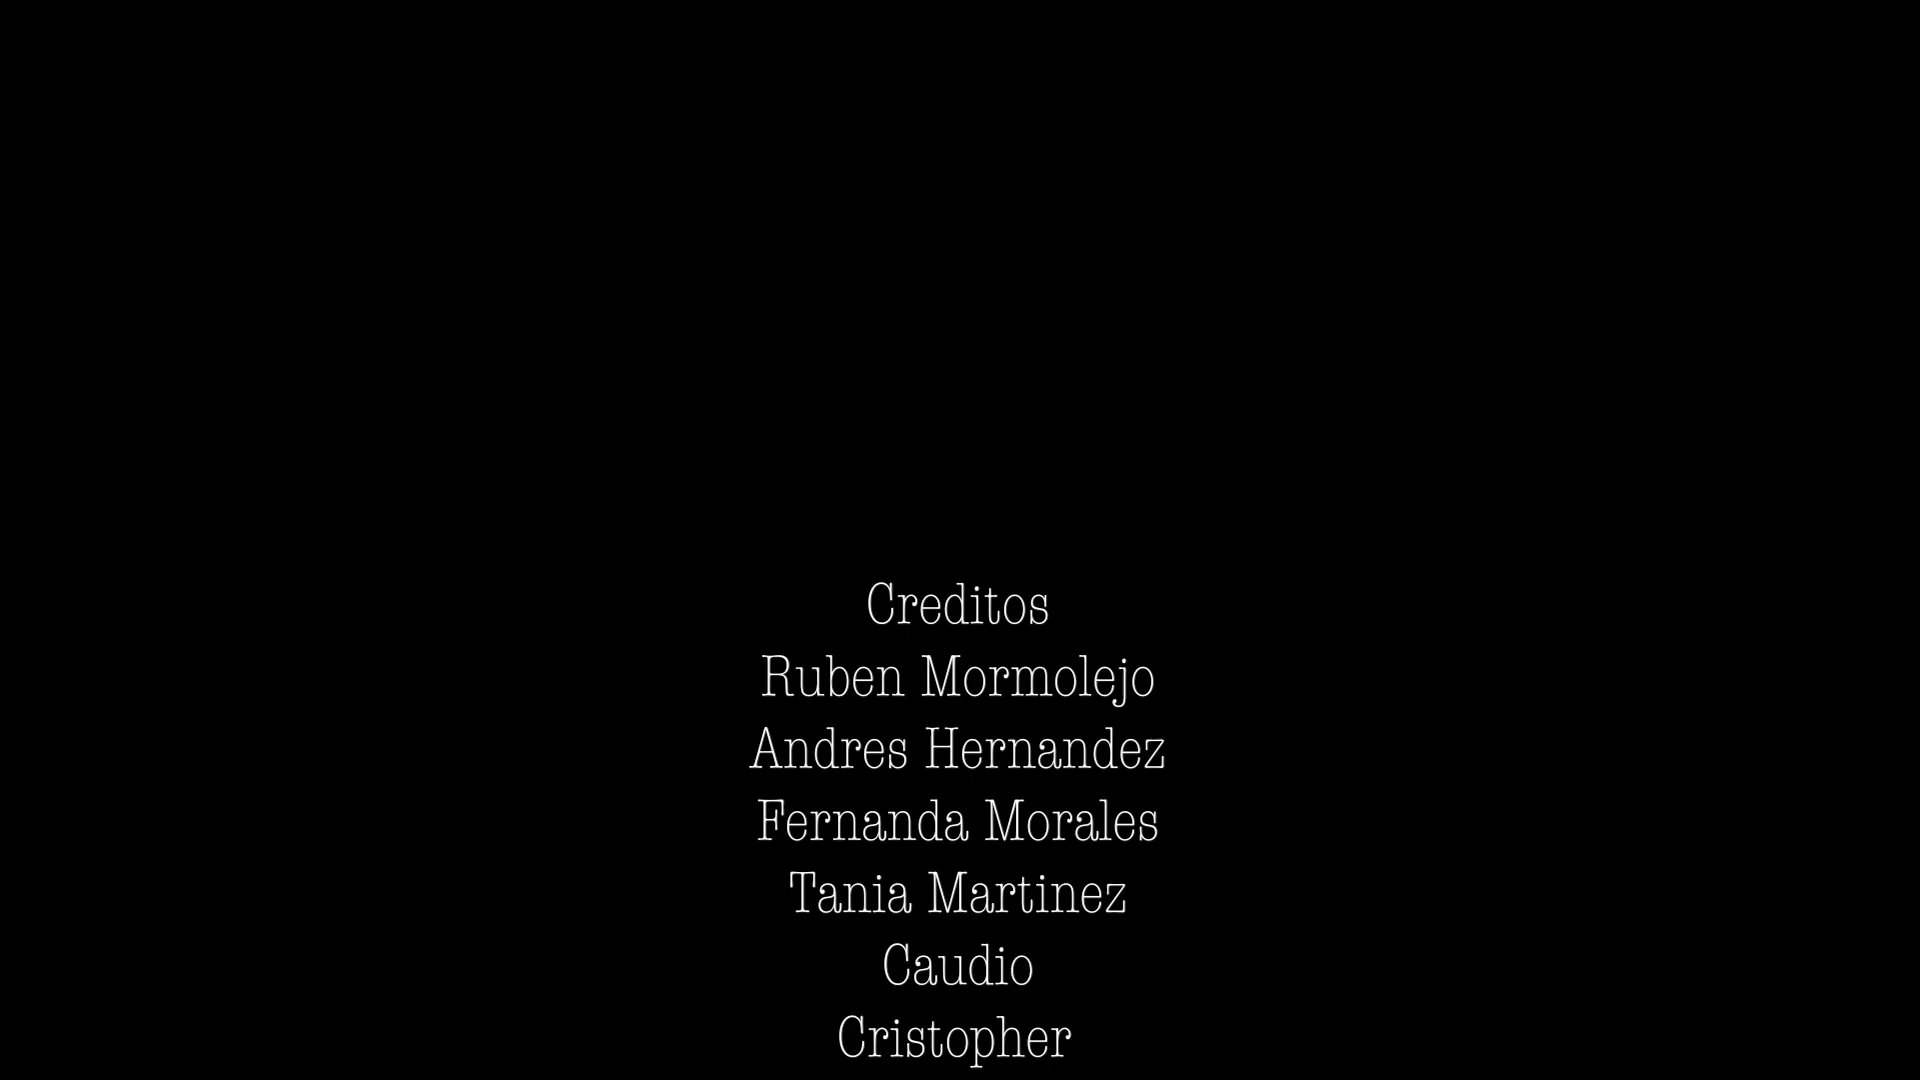 Creditos
Ruben Mormolejo
Andres Hernandez
Fernanda Morales
Tania Martinez
Caudio
Cristopher